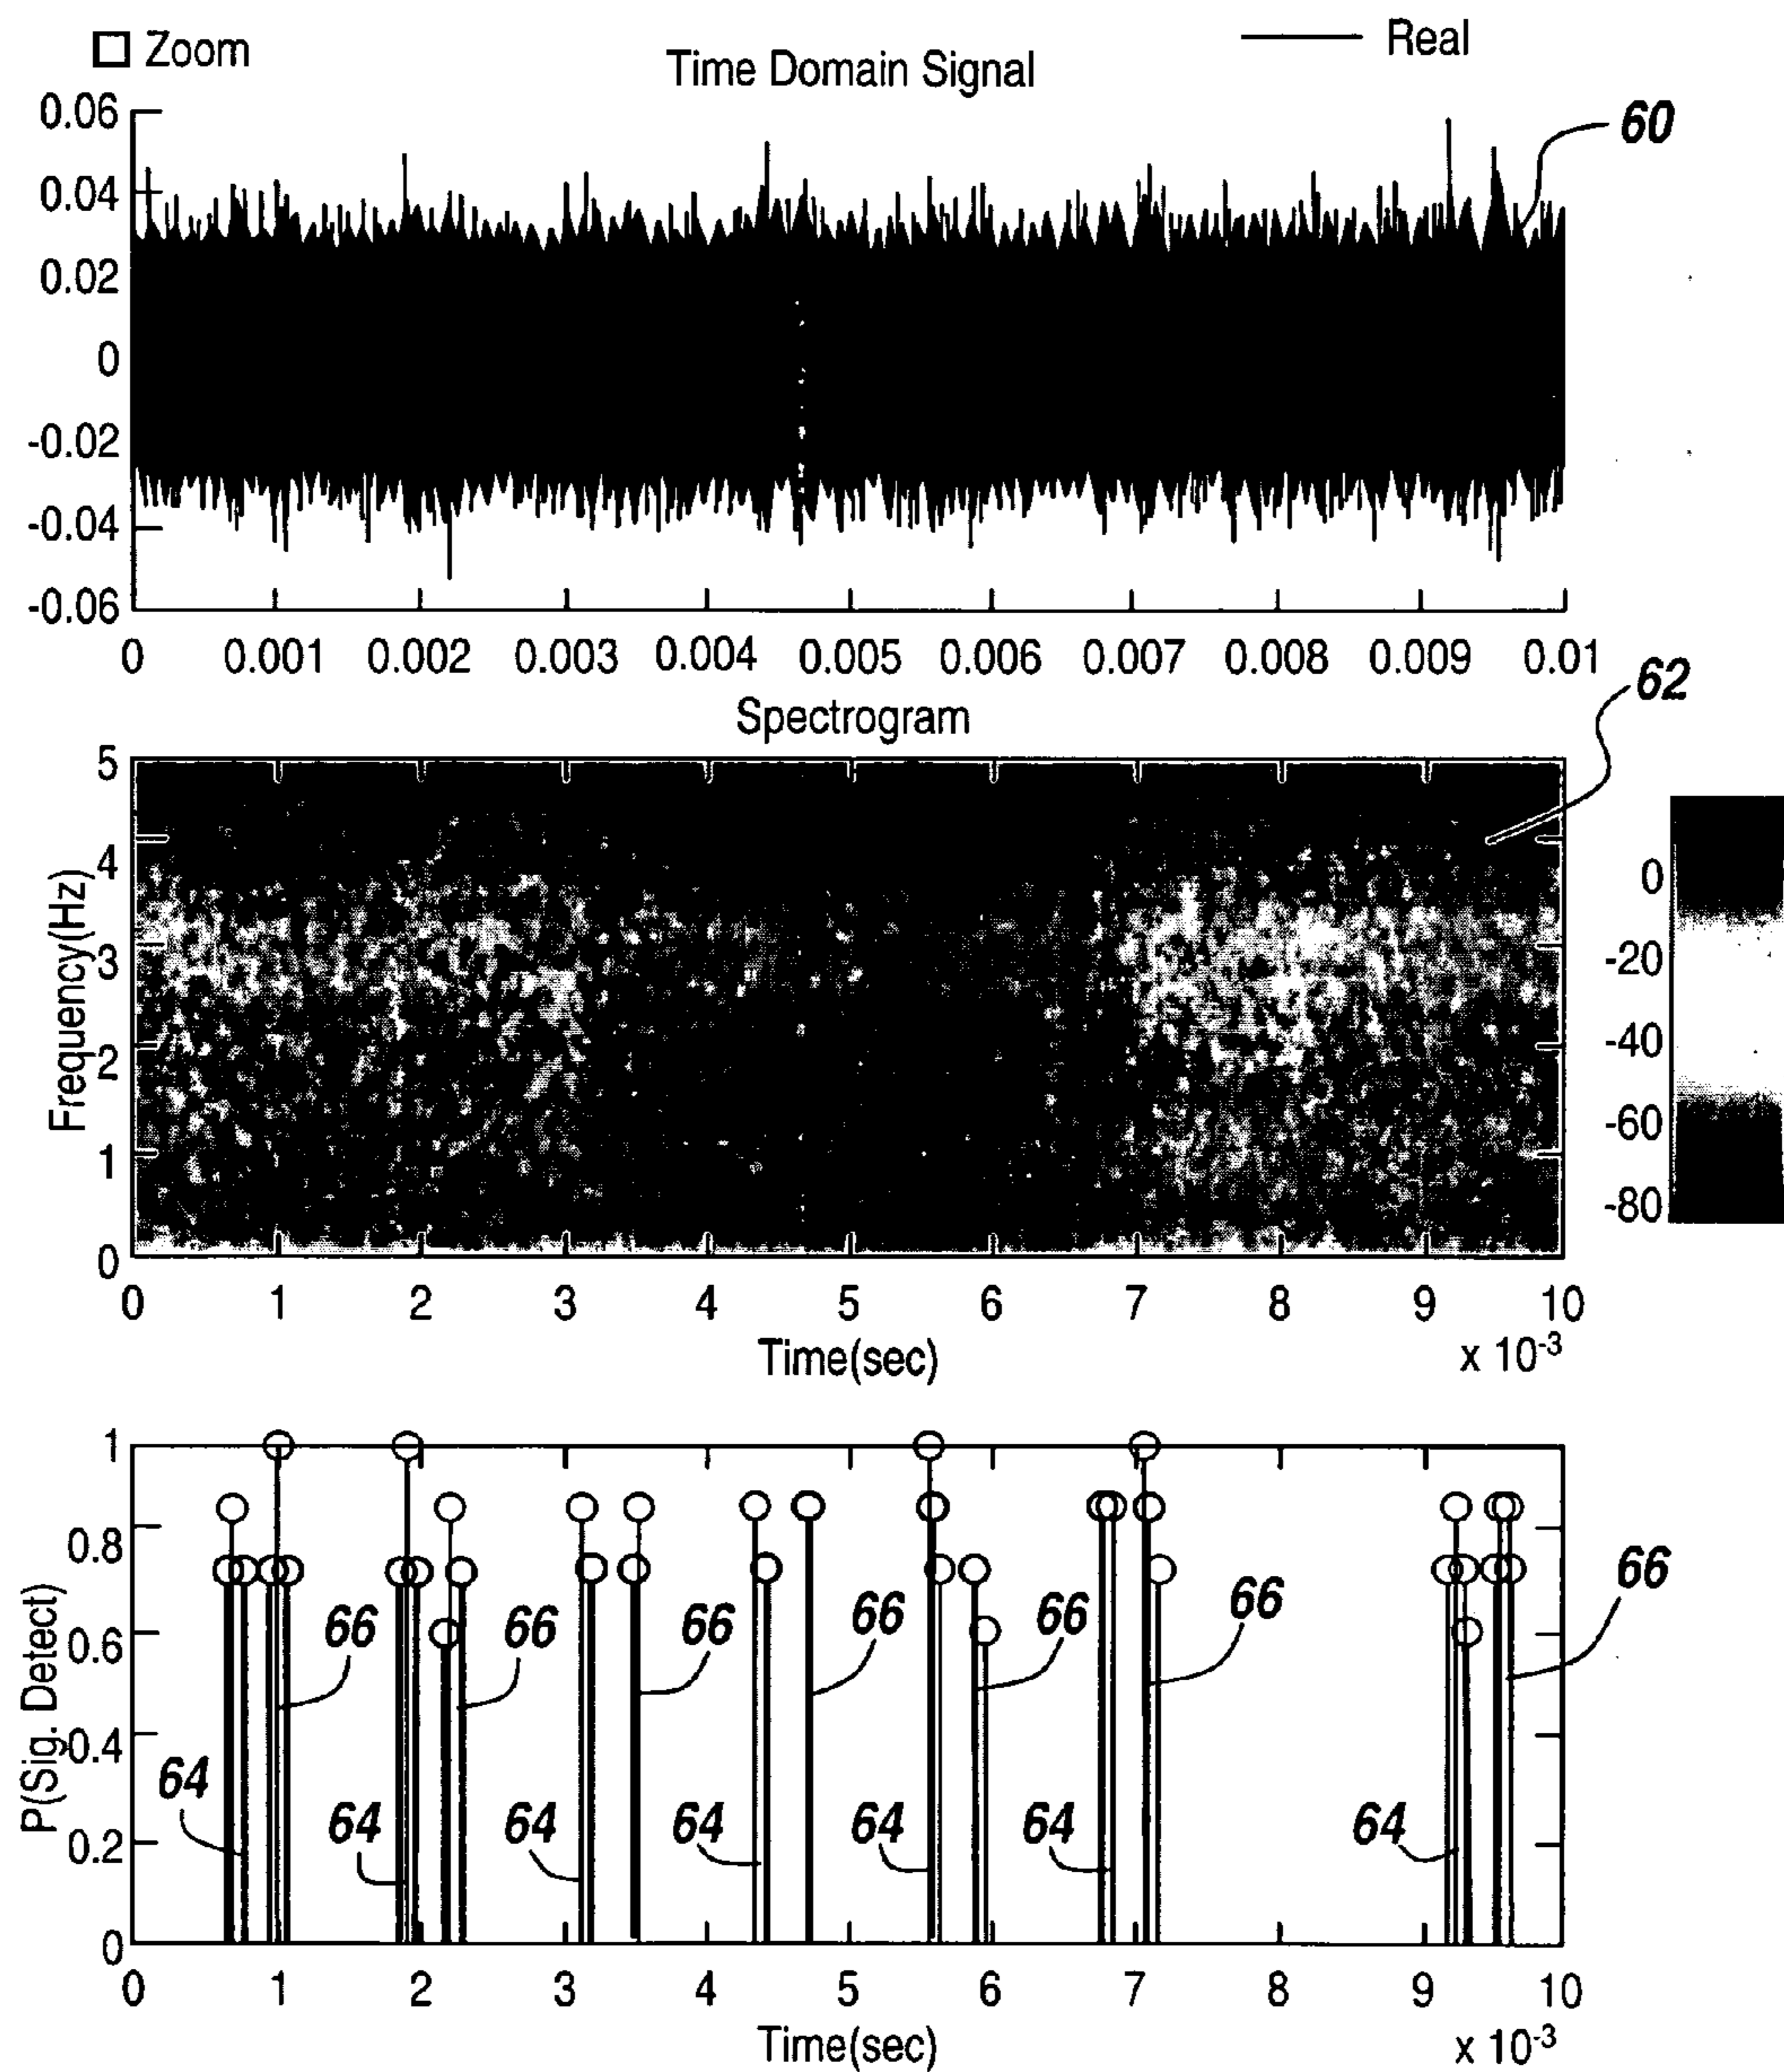 Zoom
Time Domain Signal
Real
0.06
0.04
0.02
0
-0.02
-0.04
-0.06
60
0 0.001 0.002 0.003 0.004 0.005 0.006 0.007 0.008 0.009 0.01
62
Spectrogram
Frequency(Hz)
5
4
3
2
1
0
0
-20
-40
-60
-80
0 1 2 3 4 5 6 7 8 9 10
Time(sec)
x 10-3
P(Sig. Detect)
1
0.8
0.6
0.4
0.2
0
66
66 66 66 66 66 66
64
64 64 64 64 64 64
0 1 2 3 4 5 6 7 8 9 10
Time(sec)
x 10-3